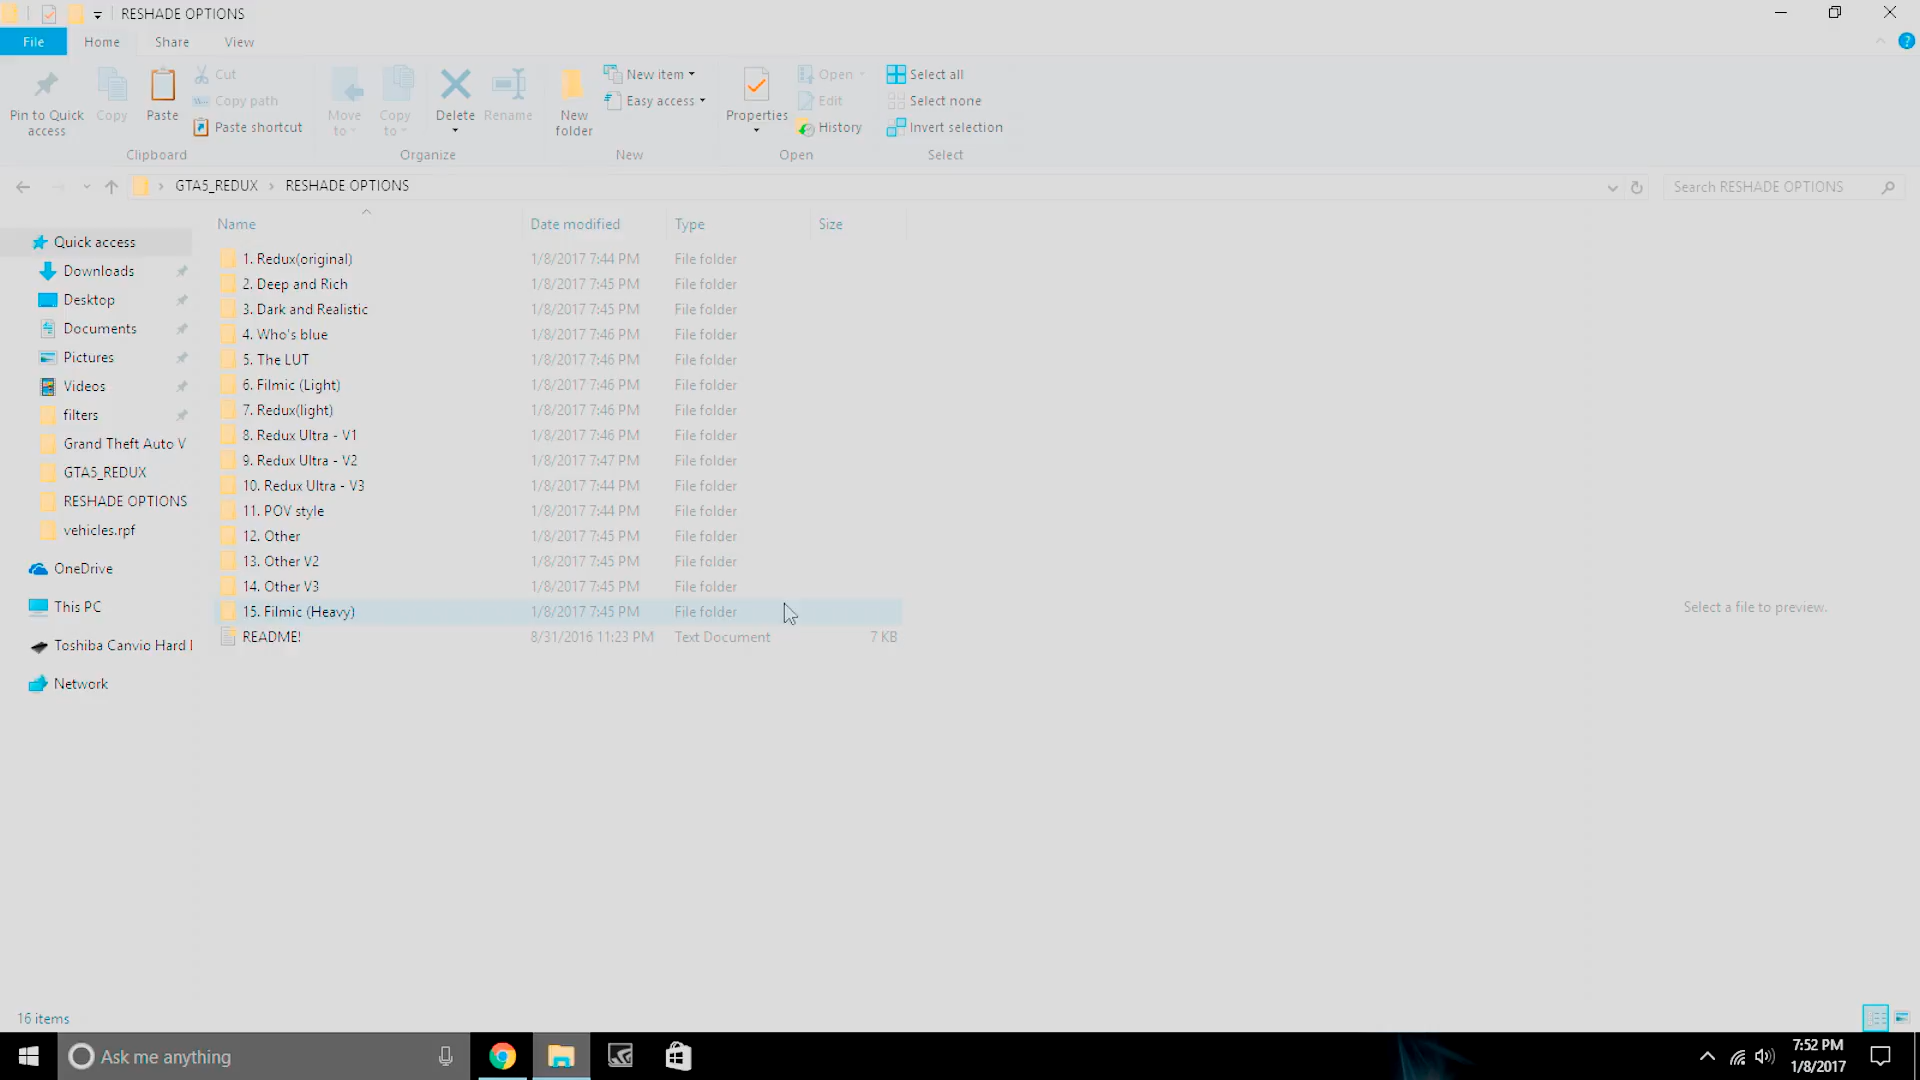 RESHADE OPTIONS
File Home Share View
Pin to Quick access
Copy
Paste
Cut
Copy path
Paste shortcut
Clipboard
Move to
Copy to
Delete
Rename
Organize
New folder
New item
Easy access
New
Properties
Open
Edit
History
Open
Select all
Select none
Invert selection
Select
GTA5_REDUX > RESHADE OPTIONS
Search RESHADE OPTIONS
Quick access
Downloads
Desktop
Documents
Pictures
Videos
filters
Grand Theft Auto V
GTA5_REDUX
RESHADE OPTIONS
vehicles.rpf
OneDrive
This PC
Toshiba Canvio Hard
Network
Name Date modified Type Size
1. Redux(original) 1/8/2017 7:44 PM File folder
2. Deep and Rich 1/8/2017 7:45 PM File folder
3. Dark and Realistic 1/8/2017 7:45 PM File folder
4. Who's blue 1/8/2017 7:46 PM File folder
5. The LUT 1/8/2017 7:46 PM File folder
6. Filmic (Light) 1/8/2017 7:46 PM File folder
7. Redux(light) 1/8/2017 7:46 PM File folder
8. Redux Ultra - V1 1/8/2017 7:46 PM File folder
9. Redux Ultra - V2 1/8/2017 7:47 PM File folder
10. Redux Ultra - V3 1/8/2017 7:44 PM File folder
11. POV style 1/8/2017 7:44 PM File folder
12. Other 1/8/2017 7:45 PM File folder
13. Other V2 1/8/2017 7:45 PM File folder
14. Other V3 1/8/2017 7:45 PM File folder
15. Filmic (Heavy) 1/8/2017 7:45 PM File folder
README! 8/31/2016 11:23 PM Text Document 7 KB
Select a file to preview.
16 items
Ask me anything
7:52 PM
1/8/2017